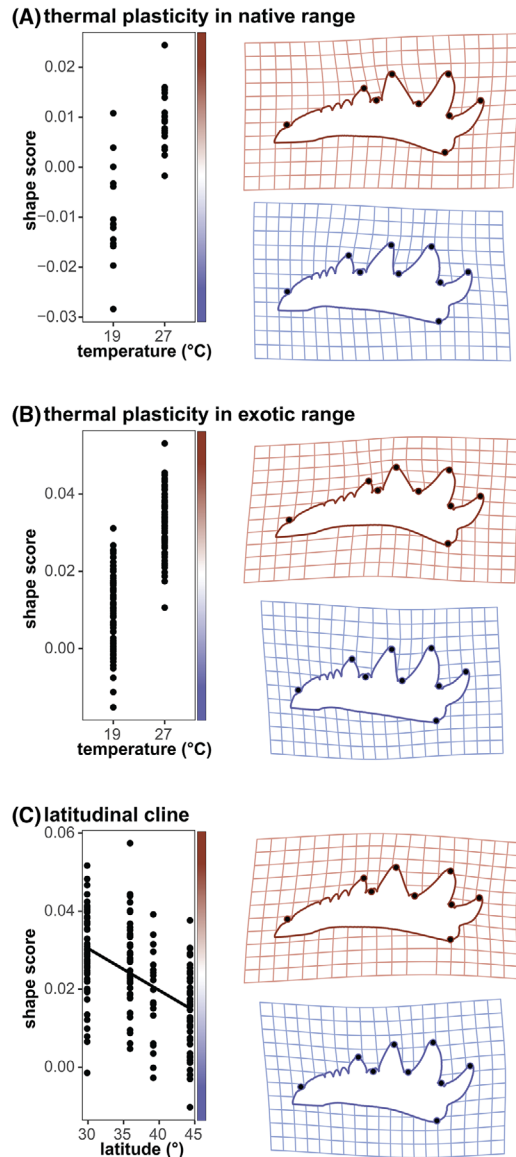 (A) thermal plasticity in native range
shape score
0.02
0.01
0.00
−0.01
−0.02
−0.03
19 27
temperature (°C)
(B) thermal plasticity in exotic range
shape score
0.04
0.02
0.00
19 27
temperature (°C)
(C) latitudinal cline
shape score
0.06
0.04
0.02
0.00
30 35 40 45
latitude (°)